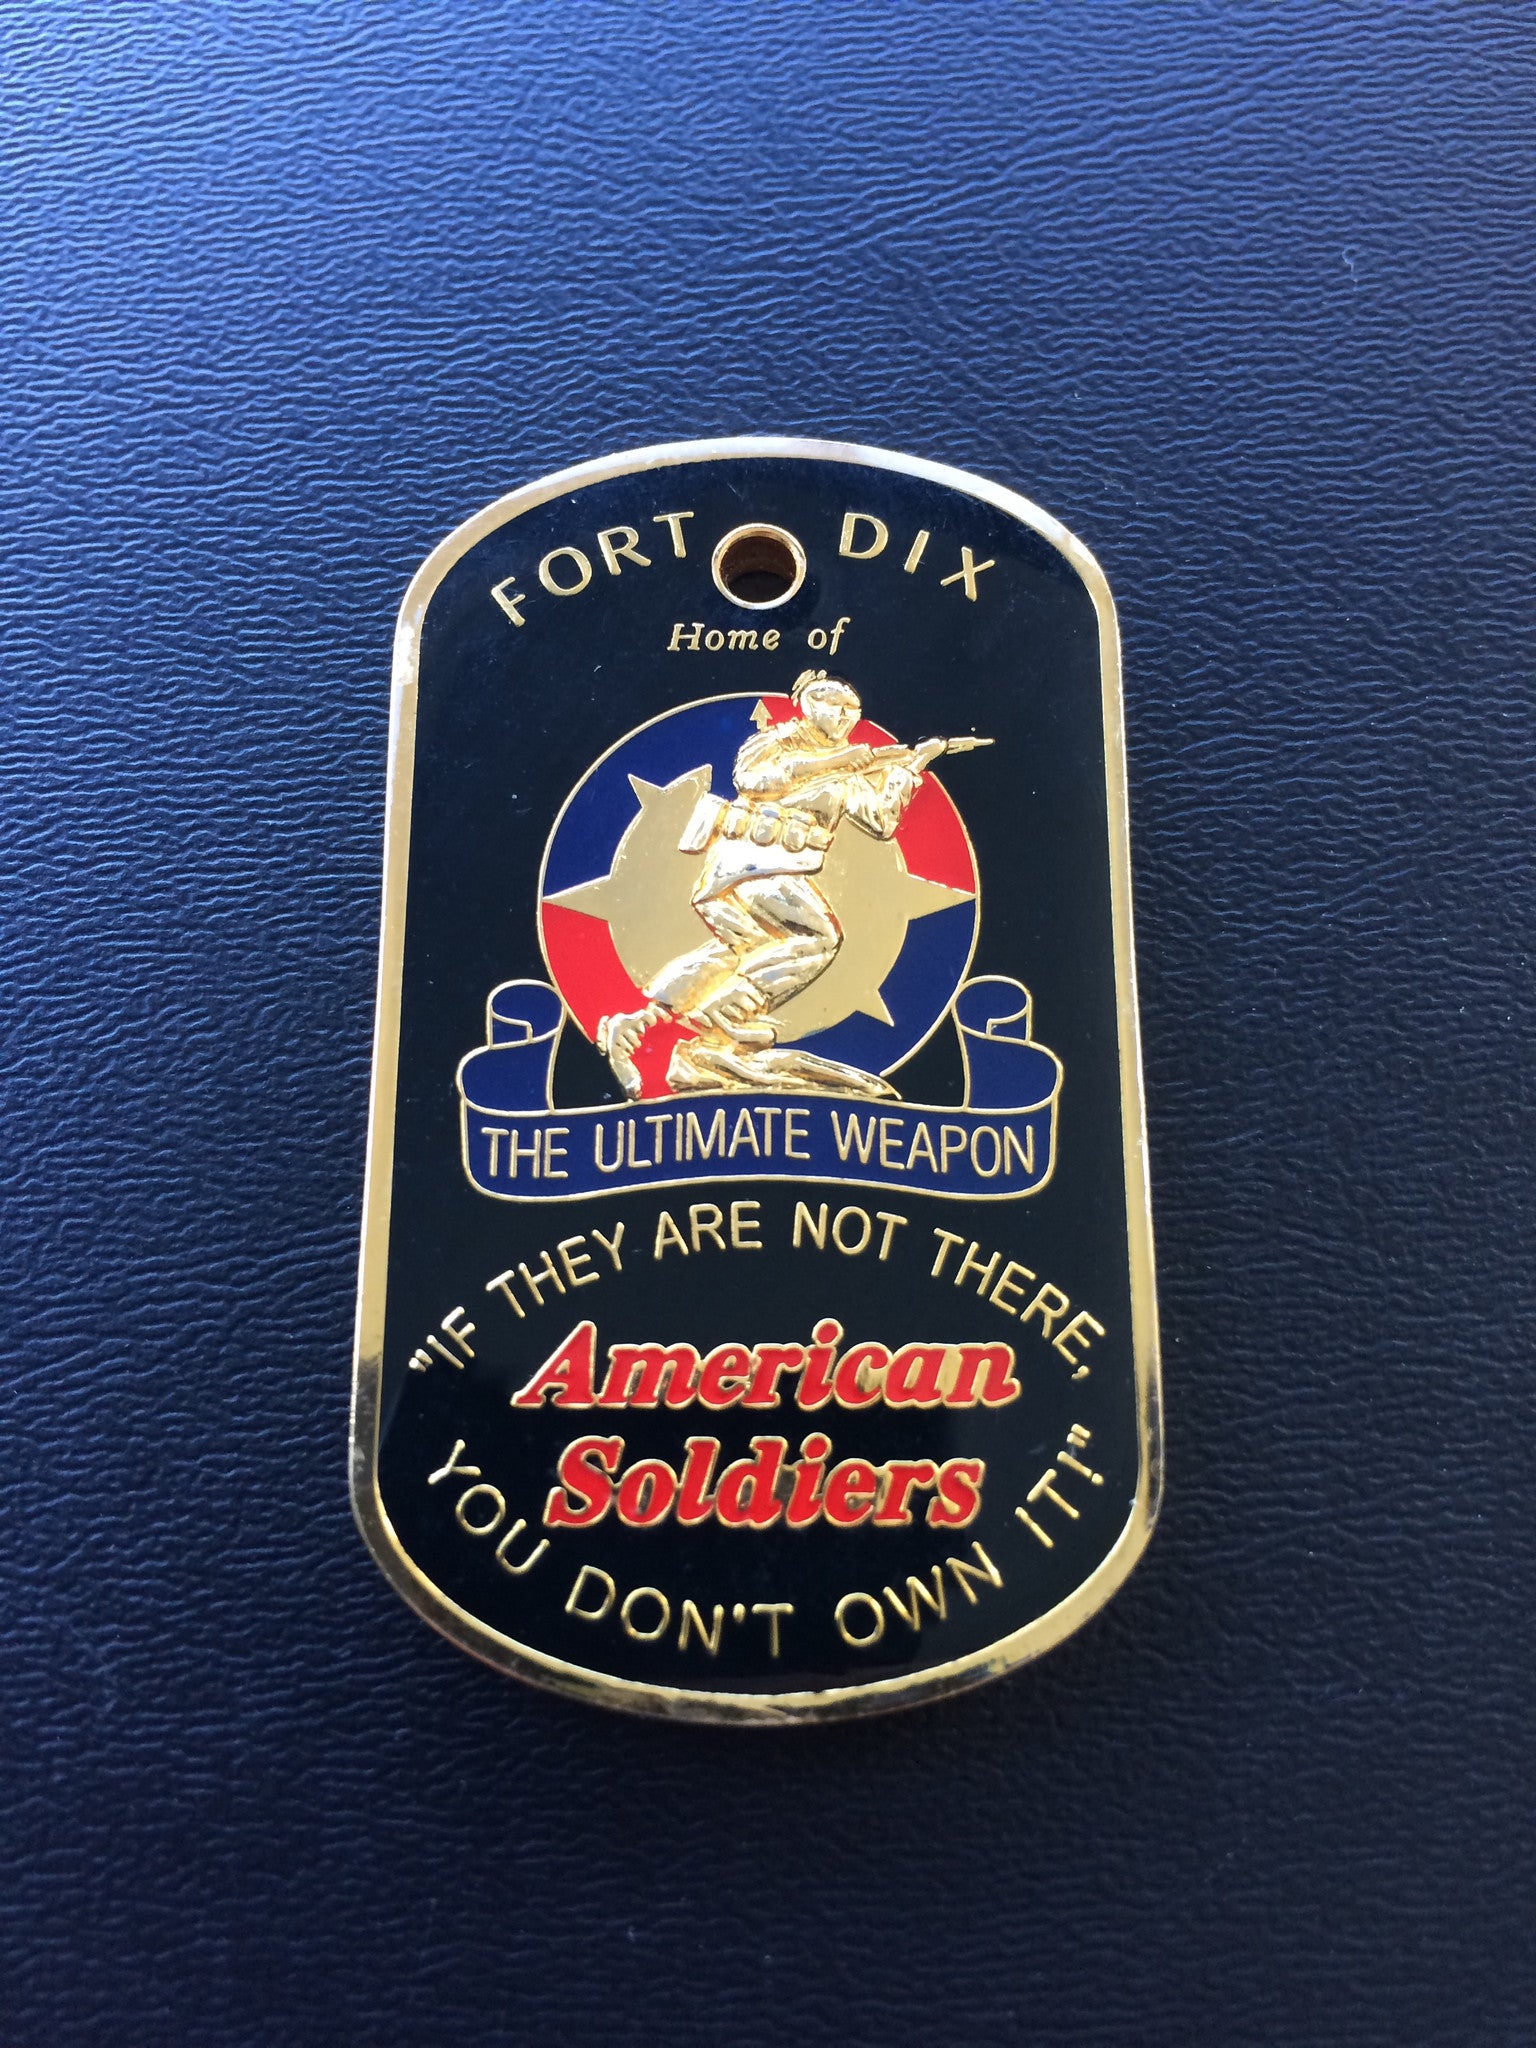 FORT DIX
Home of
THE ULTIMATE WEAPON
"IF THEY ARE NOT THERE,
American
Soldiers
YOU DON'T OWN IT!"